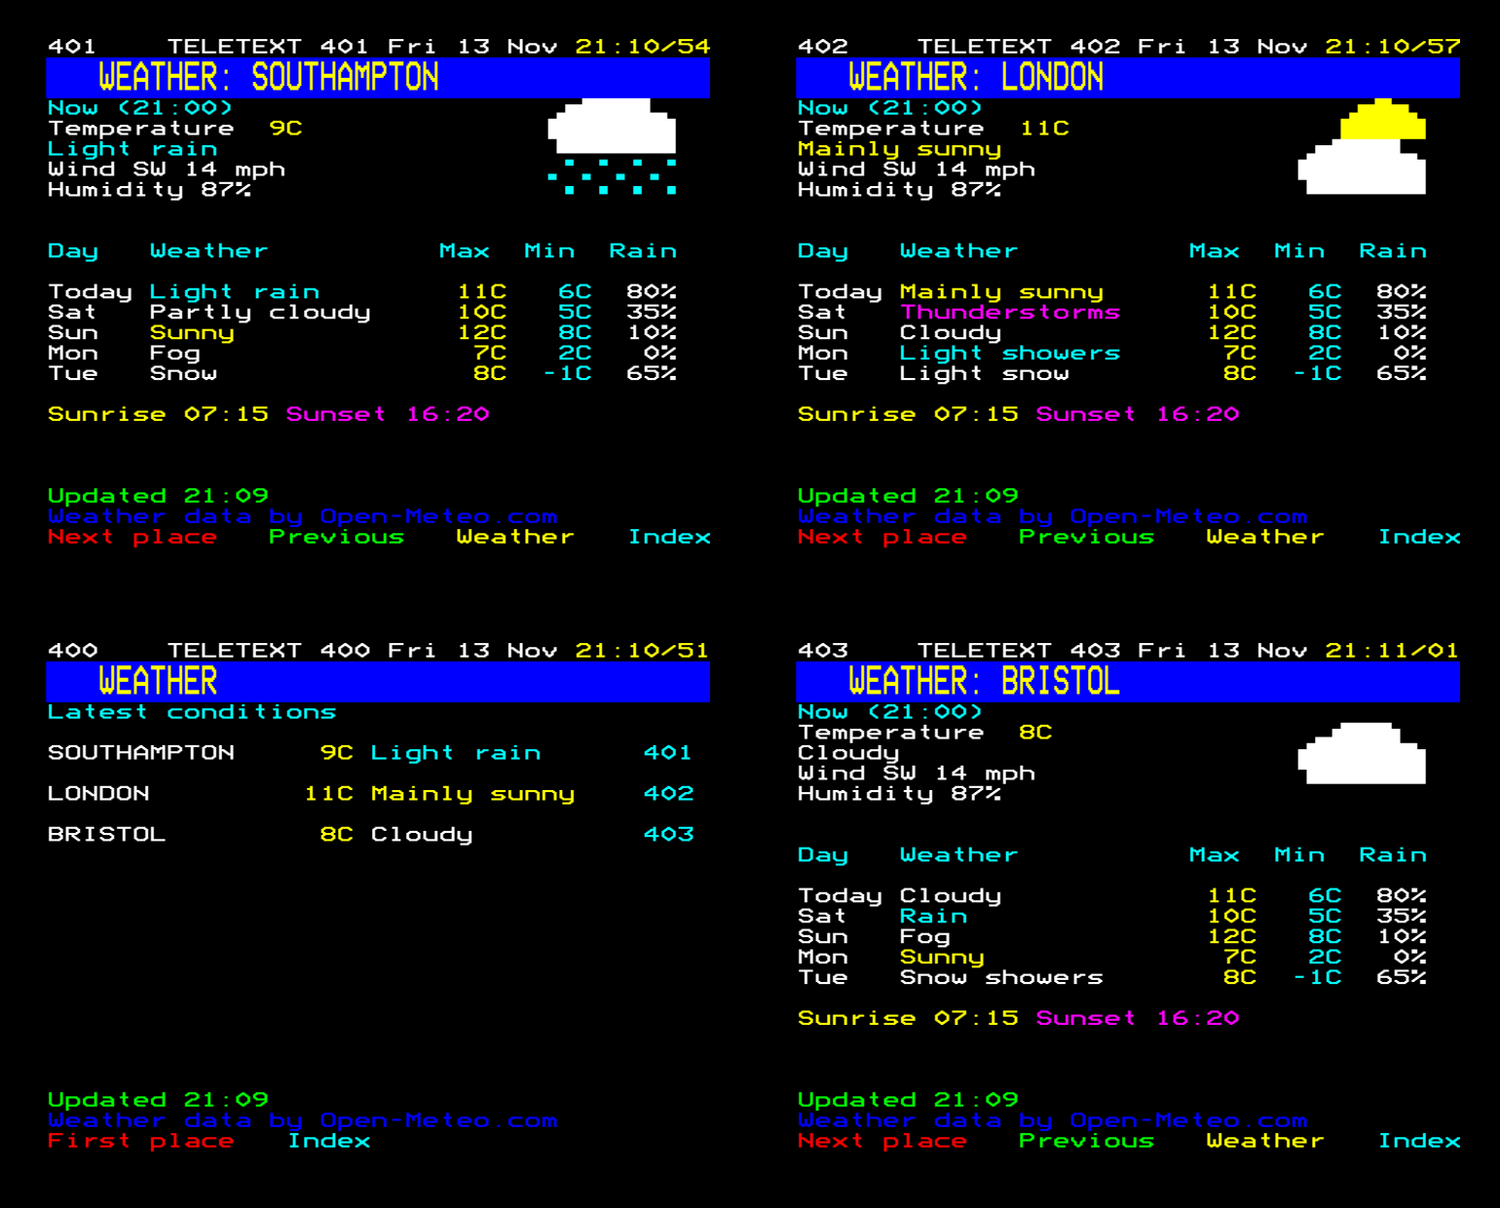 401 TELETEXT 401 Fri 13 Nov 21:10/54
WEATHER: SOUTHAMPTON
Now (21:00)
Temperature 9C
Light rain
Wind SW 14 mph
Humidity 87%
Day Weather Max Min Rain
Today Light rain 11C 6C 80%
Sat Partly cloudy 10C 5C 35%
Sun Sunny 12C 8C 10%
Mon Fog 7C 2C 0%
Tue Snow 8C -1C 65%
Sunrise 07:15 Sunset 16:20
Updated 21:09
Weather data by Open-Meteo.com
Next place Previous Weather Index
402 TELETEXT 402 Fri 13 Nov 21:10/57
WEATHER: LONDON
Now (21:00)
Temperature 11C
Mainly sunny
Wind SW 14 mph
Humidity 87%
Day Weather Max Min Rain
Today Mainly sunny 11C 6C 80%
Sat Thunderstorms 10C 5C 35%
Sun Cloudy 12C 8C 10%
Mon Light showers 7C 2C 0%
Tue Light snow 8C -1C 65%
Sunrise 07:15 Sunset 16:20
Updated 21:09
Weather data by Open-Meteo.com
Next place Previous Weather Index
400 TELETEXT 400 Fri 13 Nov 21:10/51
WEATHER
Latest conditions
SOUTHAMPTON 9C Light rain 401
LONDON 11C Mainly sunny 402
BRISTOL 8C Cloudy 403
Updated 21:09
Weather data by Open-Meteo.com
First place Index
403 TELETEXT 403 Fri 13 Nov 21:11/01
WEATHER: BRISTOL
Now (21:00)
Temperature 8C
Cloudy
Wind SW 14 mph
Humidity 87%
Day Weather Max Min Rain
Today Cloudy 11C 6C 80%
Sat Rain 10C 5C 35%
Sun Fog 12C 8C 10%
Mon Sunny 7C 2C 0%
Tue Snow showers 8C -1C 65%
Sunrise 07:15 Sunset 16:20
Updated 21:09
Weather data by Open-Meteo.com
Next place Previous Weather Index